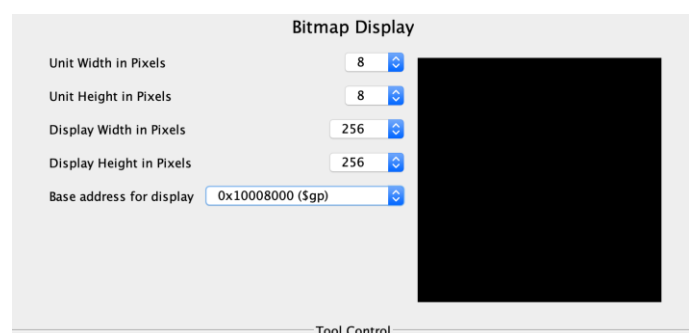 Bitmap Display
Unit Width in Pixels 8
Unit Height in Pixels 8
Display Width in Pixels 256
Display Height in Pixels 256
Base address for display 0x10008000 ($gp)
Tool Control